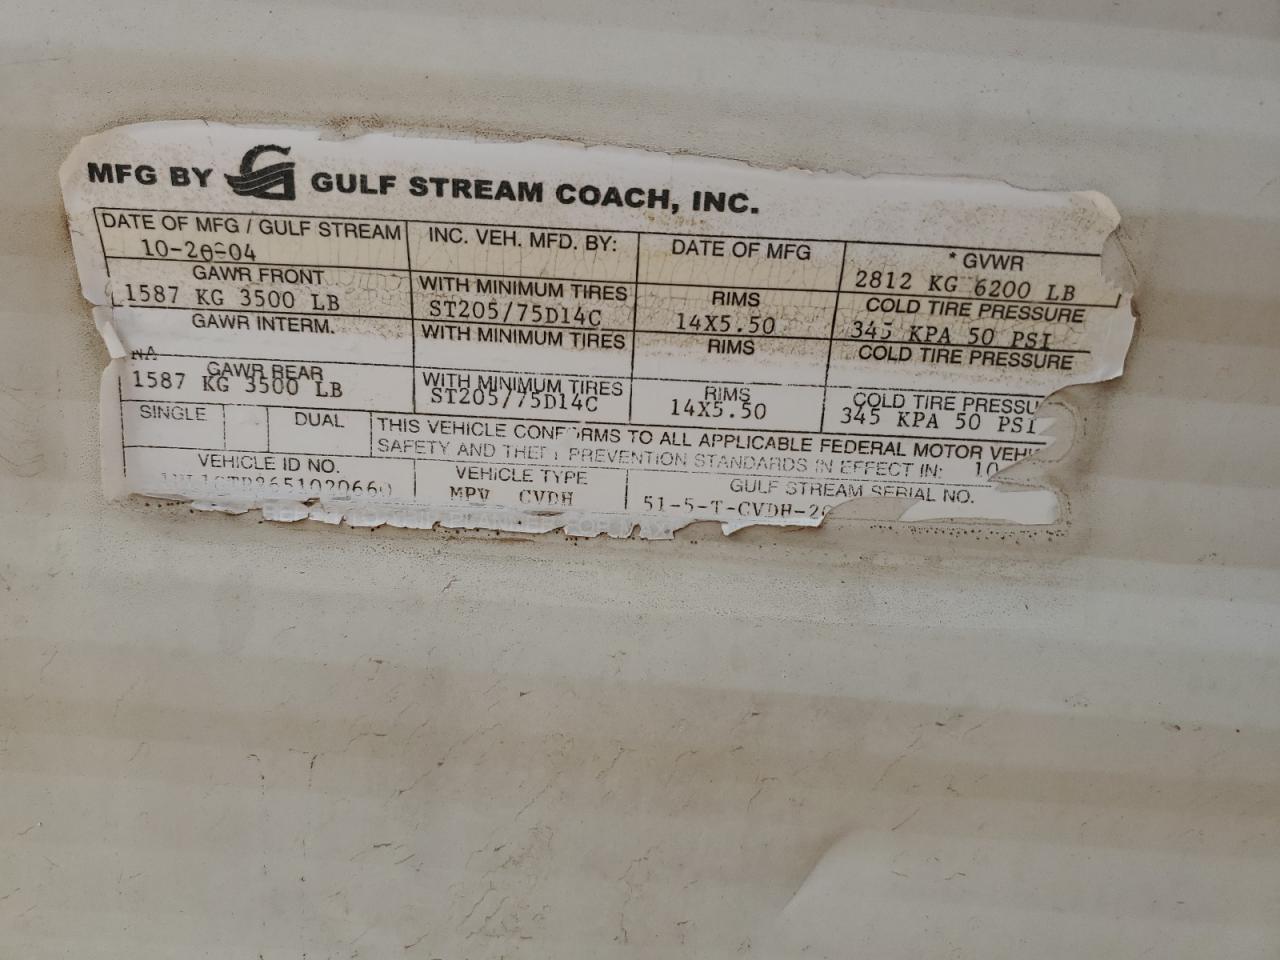 MFG BY GULF STREAM COACH, INC.
DATE OF MFG / GULF STREAM INC. VEH. MFD. BY: DATE OF MFG * GVWR
2812 KG 6200 LB
GAWR FRONT WITH MINIMUM TIRES RIMS COLD TIRE PRESSURE
1587 KG 3500 LB ST205/75D14C 14X5.50 345 KPA 50 PSI
GAWR INTERM. WITH MINIMUM TIRES RIMS COLD TIRE PRESSURE
NA
GAWR REAR WITH MINIMUM TIRES RIMS COLD TIRE PRESSU
1587 KG 3500 LB ST205/75D14C 14X5.50 345 KPA 50 PSI
SINGLE DUAL THIS VEHICLE CONFORMS TO ALL APPLICABLE FEDERAL MOTOR VEHI
SAFETY AND THEFT PREVENTION STANDARDS IN EFFECT IN: 10
VEHICLE ID NO. VEHICLE TYPE GULF STREAM SERIAL NO.
MPV CVDH 51-5-T-CVDH-2